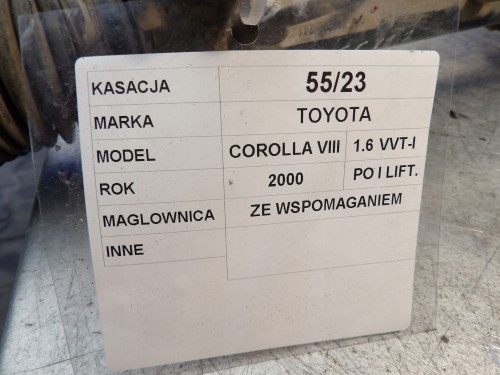 KASACJA 55/23
MARKA TOYOTA
MODEL COROLLA VIII 1.6 VVT-I
ROK 2000 PO I LIFT.
MAGLOWNICA ZE WSPOMAGANIEM
INNE